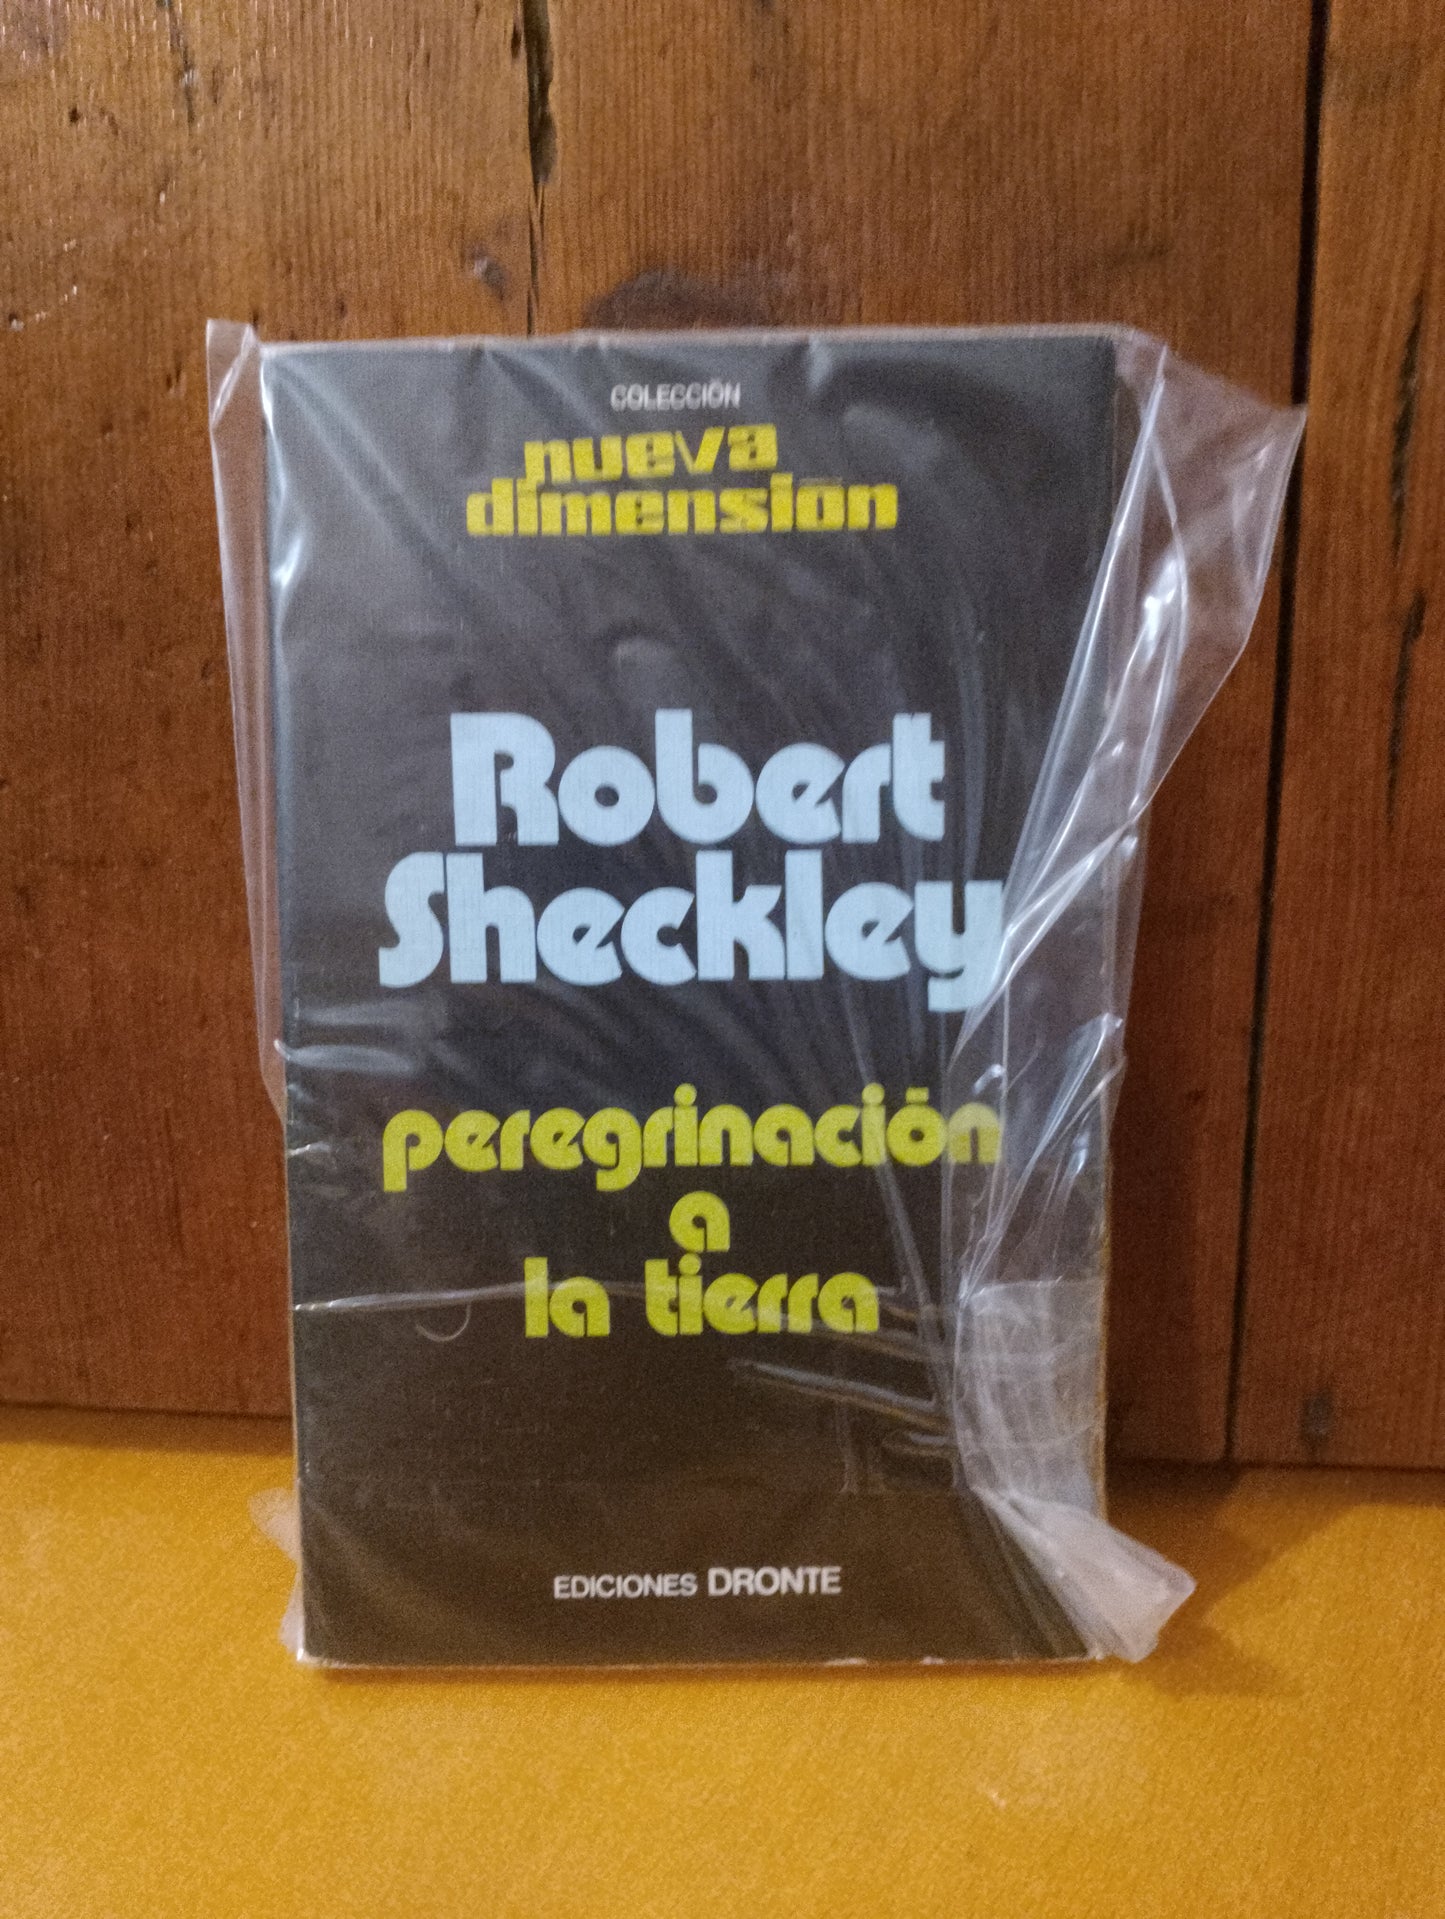 COLECCIÓN
nueva
dimensión
Robert
Sheckley
peregrinación
a
la tierra
EDICIONES DRONTE